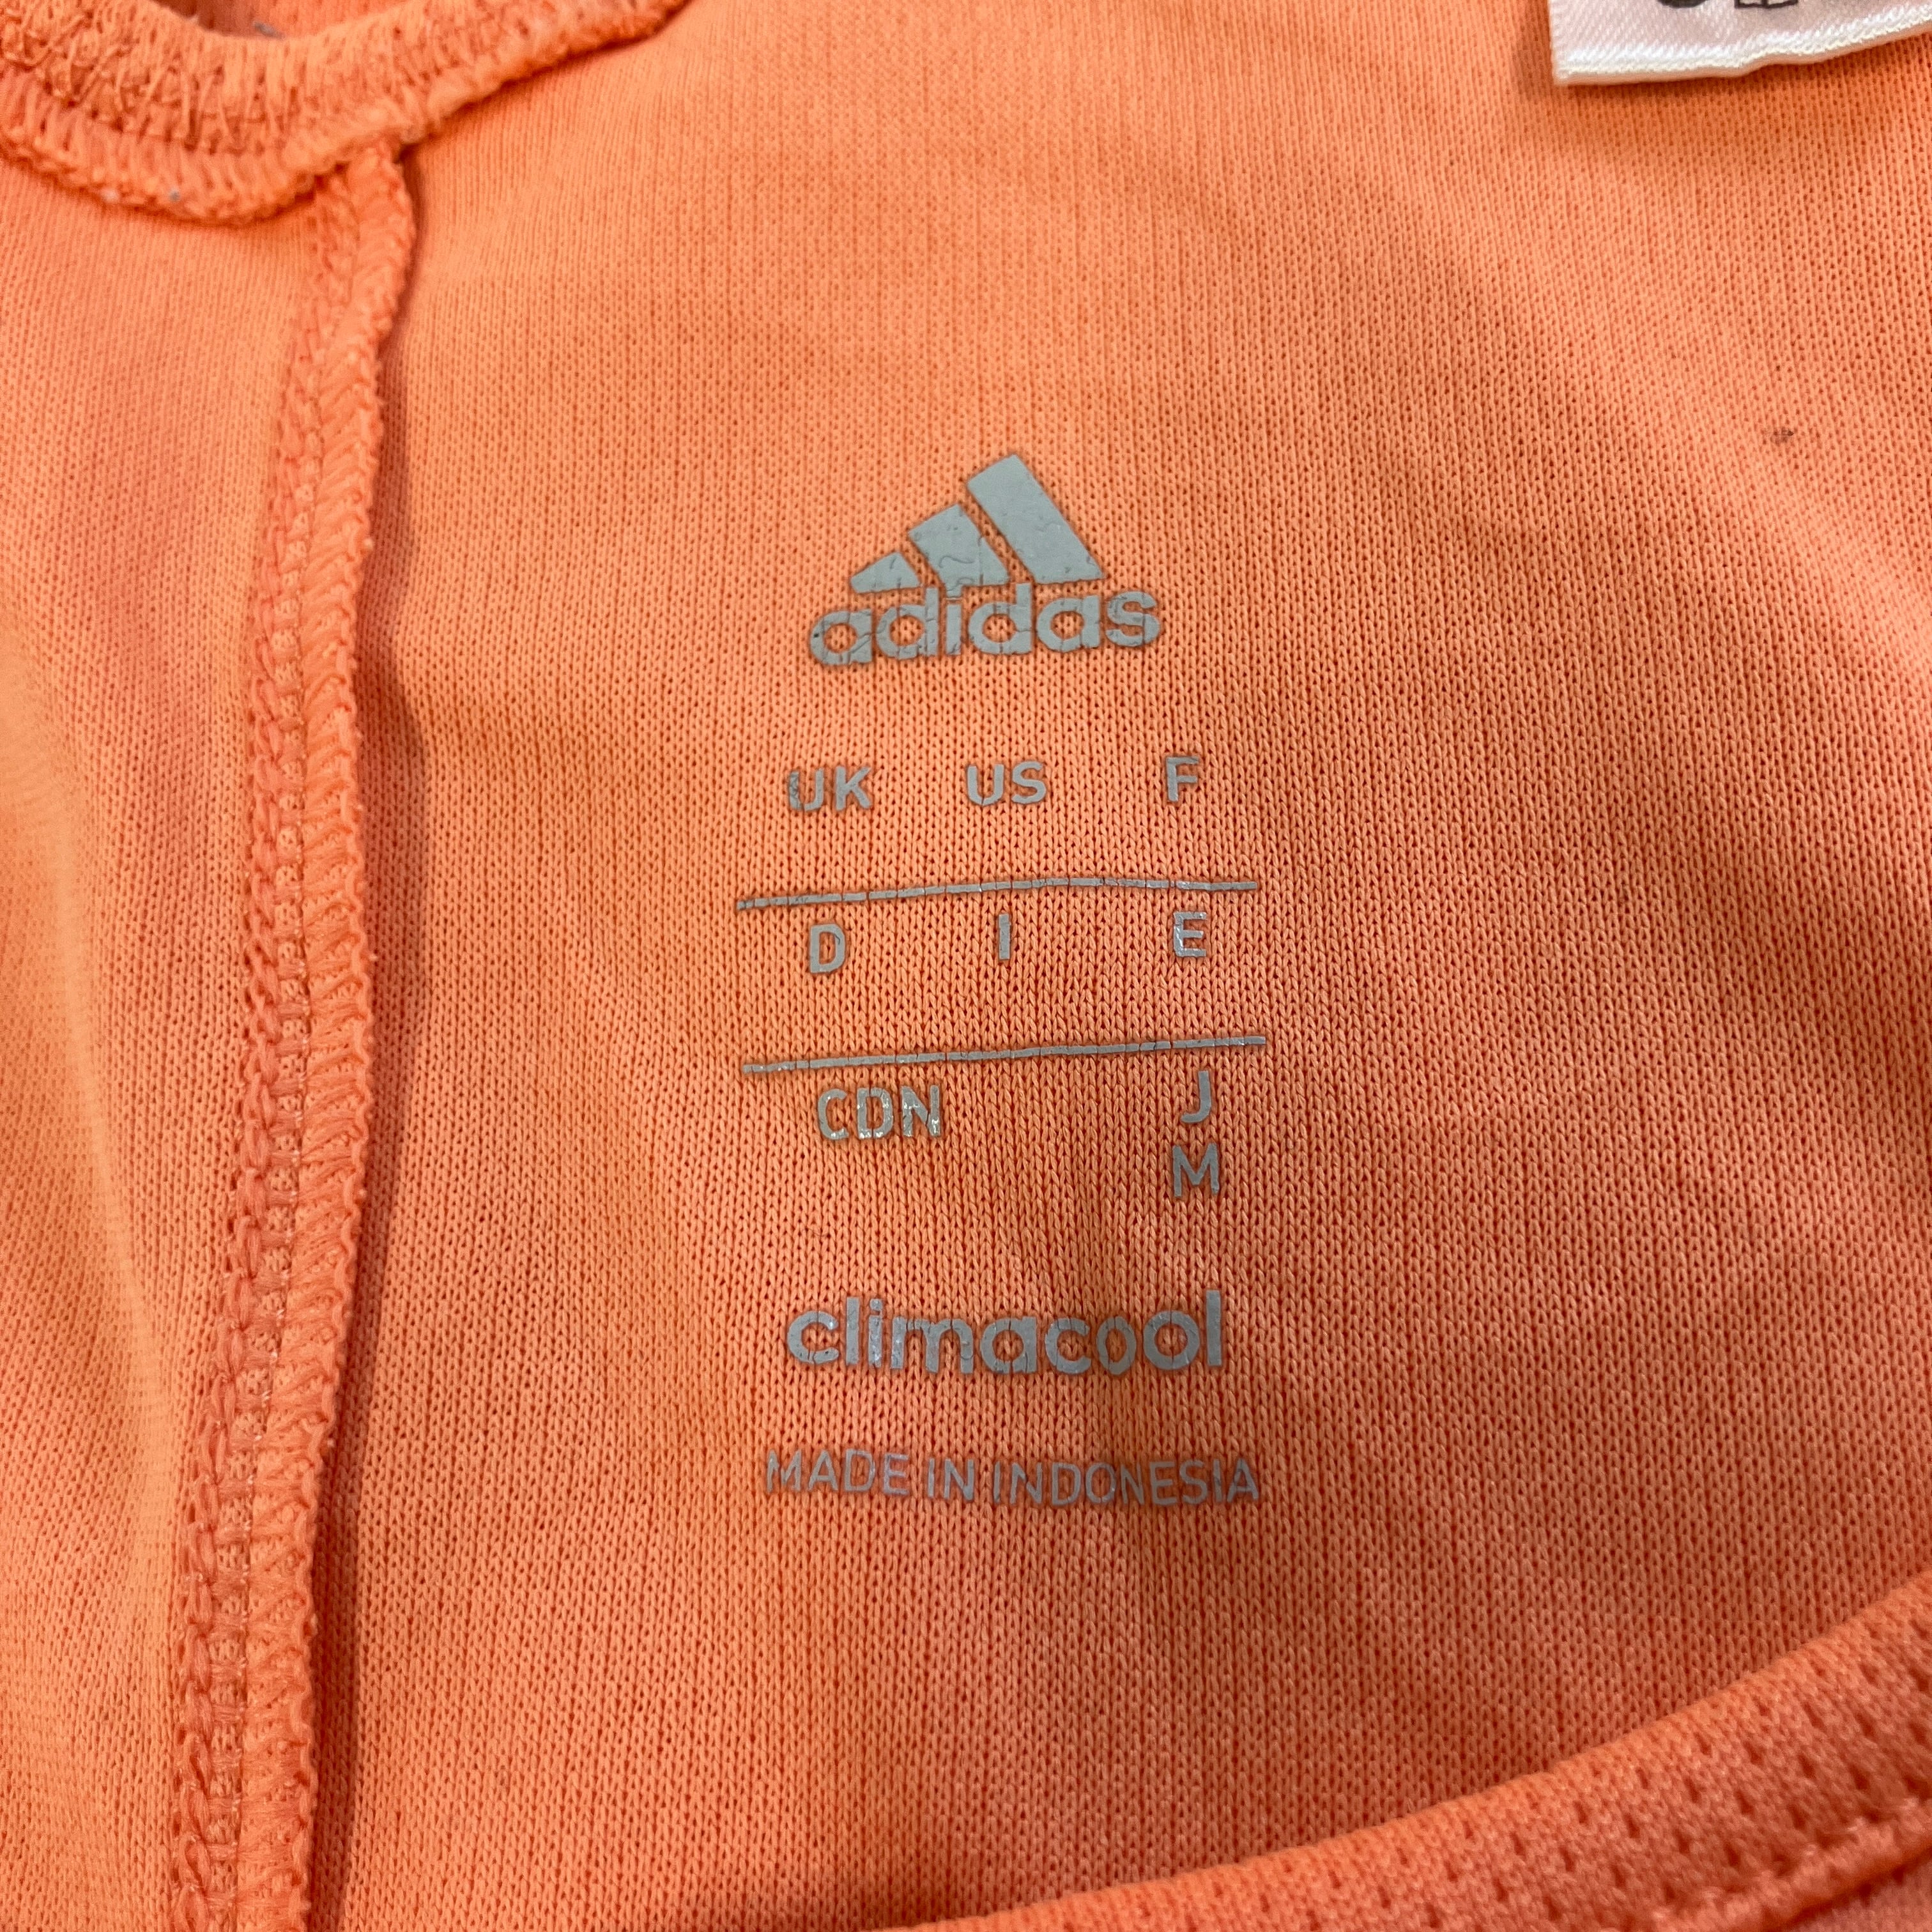 adidas
UK US F
D I E
CDN J
M
climacool
MADE IN INDONESIA